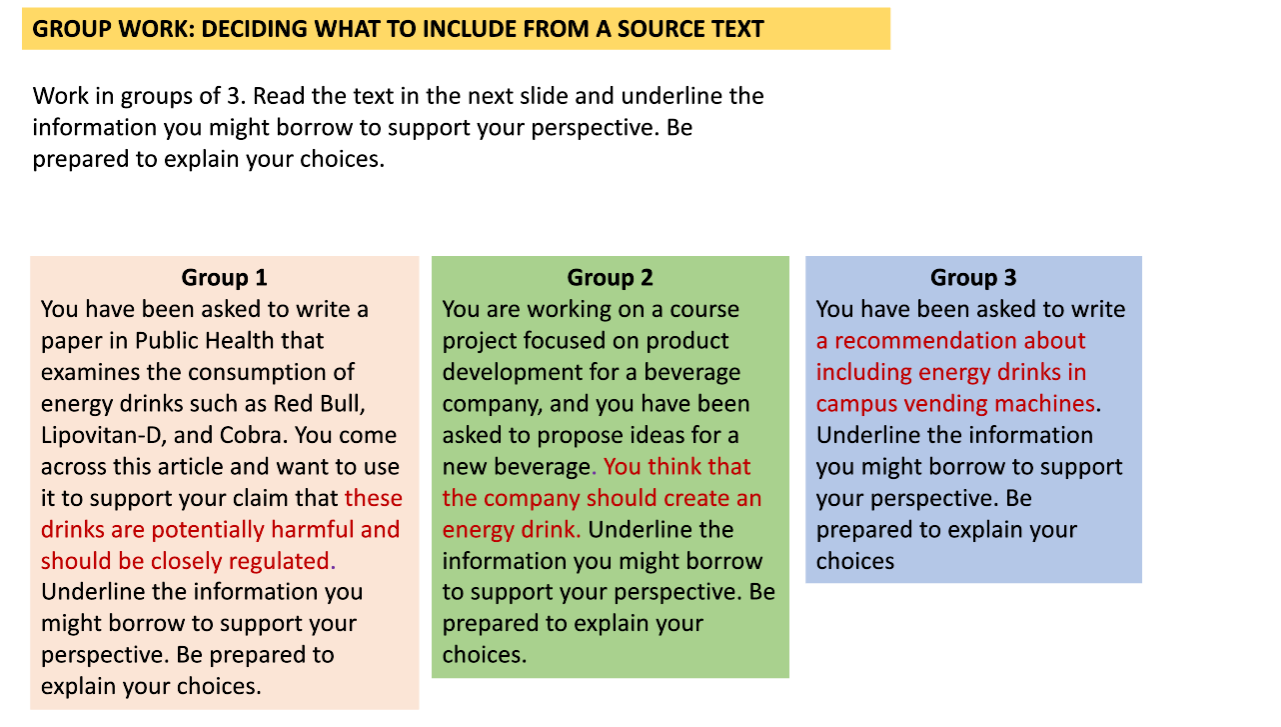 GROUP WORK: DECIDING WHAT TO INCLUDE FROM A SOURCE TEXT
Work in groups of 3. Read the text in the next slide and underline the
information you might borrow to support your perspective. Be
prepared to explain your choices.
Group 1
You have been asked to write a
paper in Public Health that
examines the consumption of
energy drinks such as Red Bull,
Lipovitan-D, and Cobra. You come
across this article and want to use
it to support your claim that these
drinks are potentially harmful and
should be closely regulated.
Underline the information you
might borrow to support your
perspective. Be prepared to
explain your choices.
Group 2
You are working on a course
project focused on product
development for a beverage
company, and you have been
asked to propose ideas for a
new beverage. You think that
the company should create an
energy drink. Underline the
information you might borrow
to support your perspective. Be
prepared to explain your
choices.
Group 3
You have been asked to write
a recommendation about
including energy drinks in
campus vending machines.
Underline the information
you might borrow to support
your perspective. Be
prepared to explain your
choices